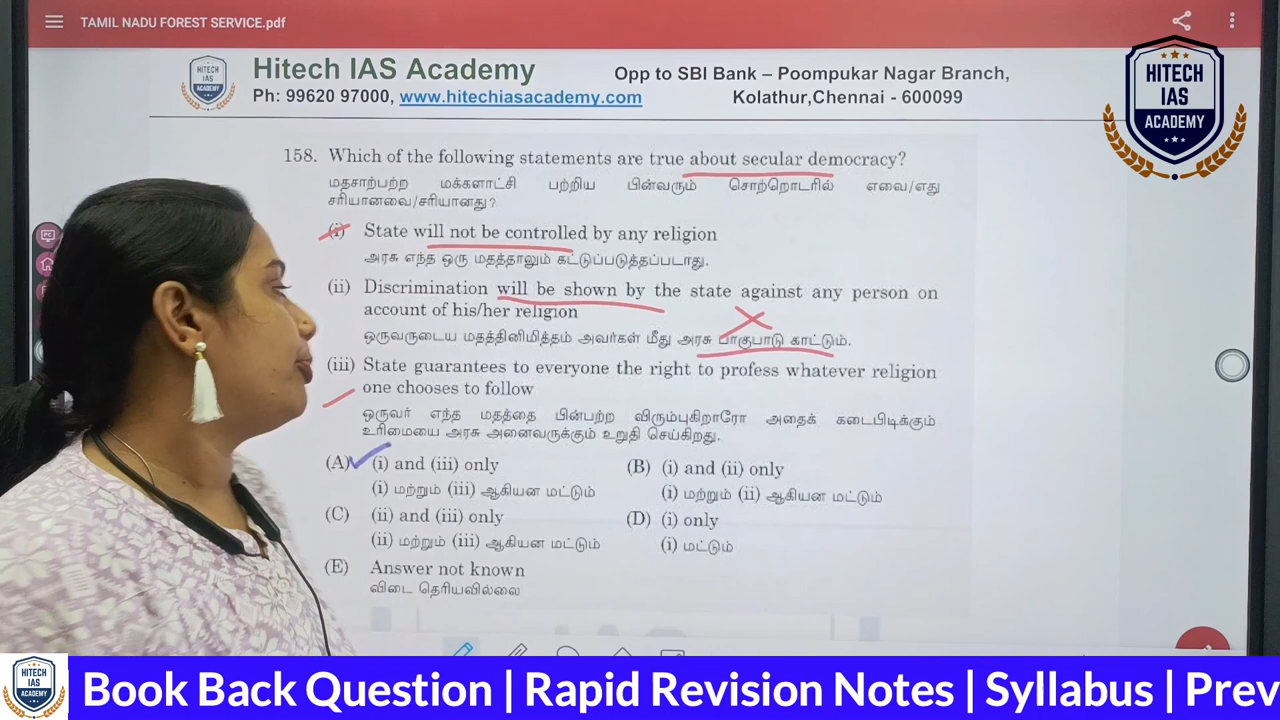 TAMIL NADU FOREST SERVICE.pdf
HITECH
IAS
ACADEMY
Hitech IAS Academy
Ph: 99620 97000, www.hitechiasacademy.com
Opp to SBI Bank – Poompukar Nagar Branch,
Kolathur,Chennai - 600099
HITECH
IAS
ACADEMY
158. Which of the following statements are true about secular democracy?
மதசாற்பற்ற மக்களாட்சி பற்றிய பின்வரும் சொற்றொடரில் எவை/எது
சரியானவை/சரியானது?
(i) State will not be controlled by any religion
அரசு எந்த ஒரு மதத்தாலும் கட்டுப்படுத்தப்படாது.
(ii) Discrimination will be shown by the state against any person on
account of his/her religion
ஒருவருடைய மதத்தினிமித்தம் அவர்கள் மீது அரசு பாகுபாடு காட்டும்.
(iii) State guarantees to everyone the right to profess whatever religion
one chooses to follow
ஒருவர் எந்த மதத்தை பின்பற்ற விரும்புகிறாரோ அதைக் கடைபிடிக்கும்
உரிமையை அரசு அனைவருக்கும் உறுதி செய்கிறது.
(A) (i) and (iii) only
(i) மற்றும் (iii) ஆகியன மட்டும்
(B) (i) and (ii) only
(i) மற்றும் (ii) ஆகியன மட்டும்
(C) (ii) and (iii) only
(ii) மற்றும் (iii) ஆகியன மட்டும்
(D) (i) only
(i) மட்டும்
(E) Answer not known
விடை தெரியவில்லை
HITECH
IAS
ACADEMY
Book Back Question | Rapid Revision Notes | Syllabus | Prev